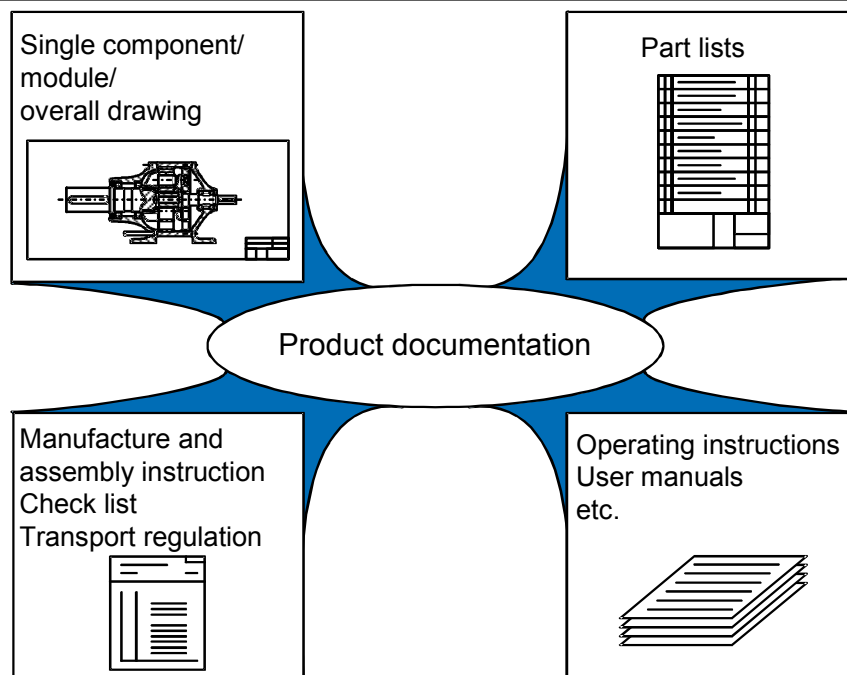 Single component/
module/
overall drawing
Part lists
Product documentation
Manufacture and
assembly instruction
Check list
Transport regulation
Operating instructions
User manuals
etc.